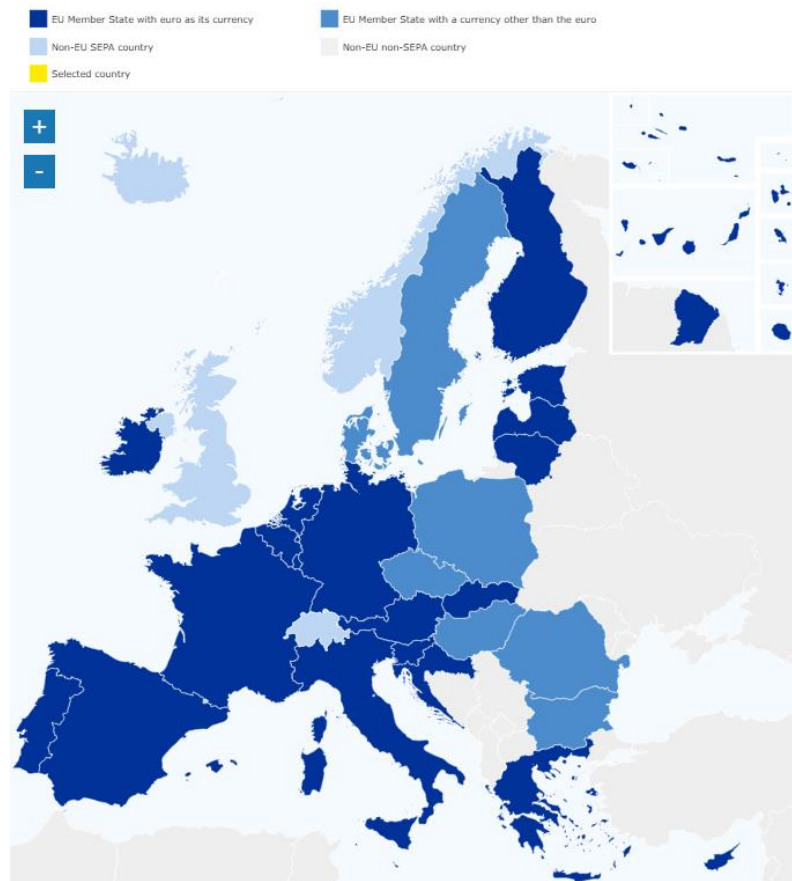 EU Member State with euro as its currency
EU Member State with a currency other than the euro
Non-EU SEPA country
Non-EU non-SEPA country
Selected country
+
-